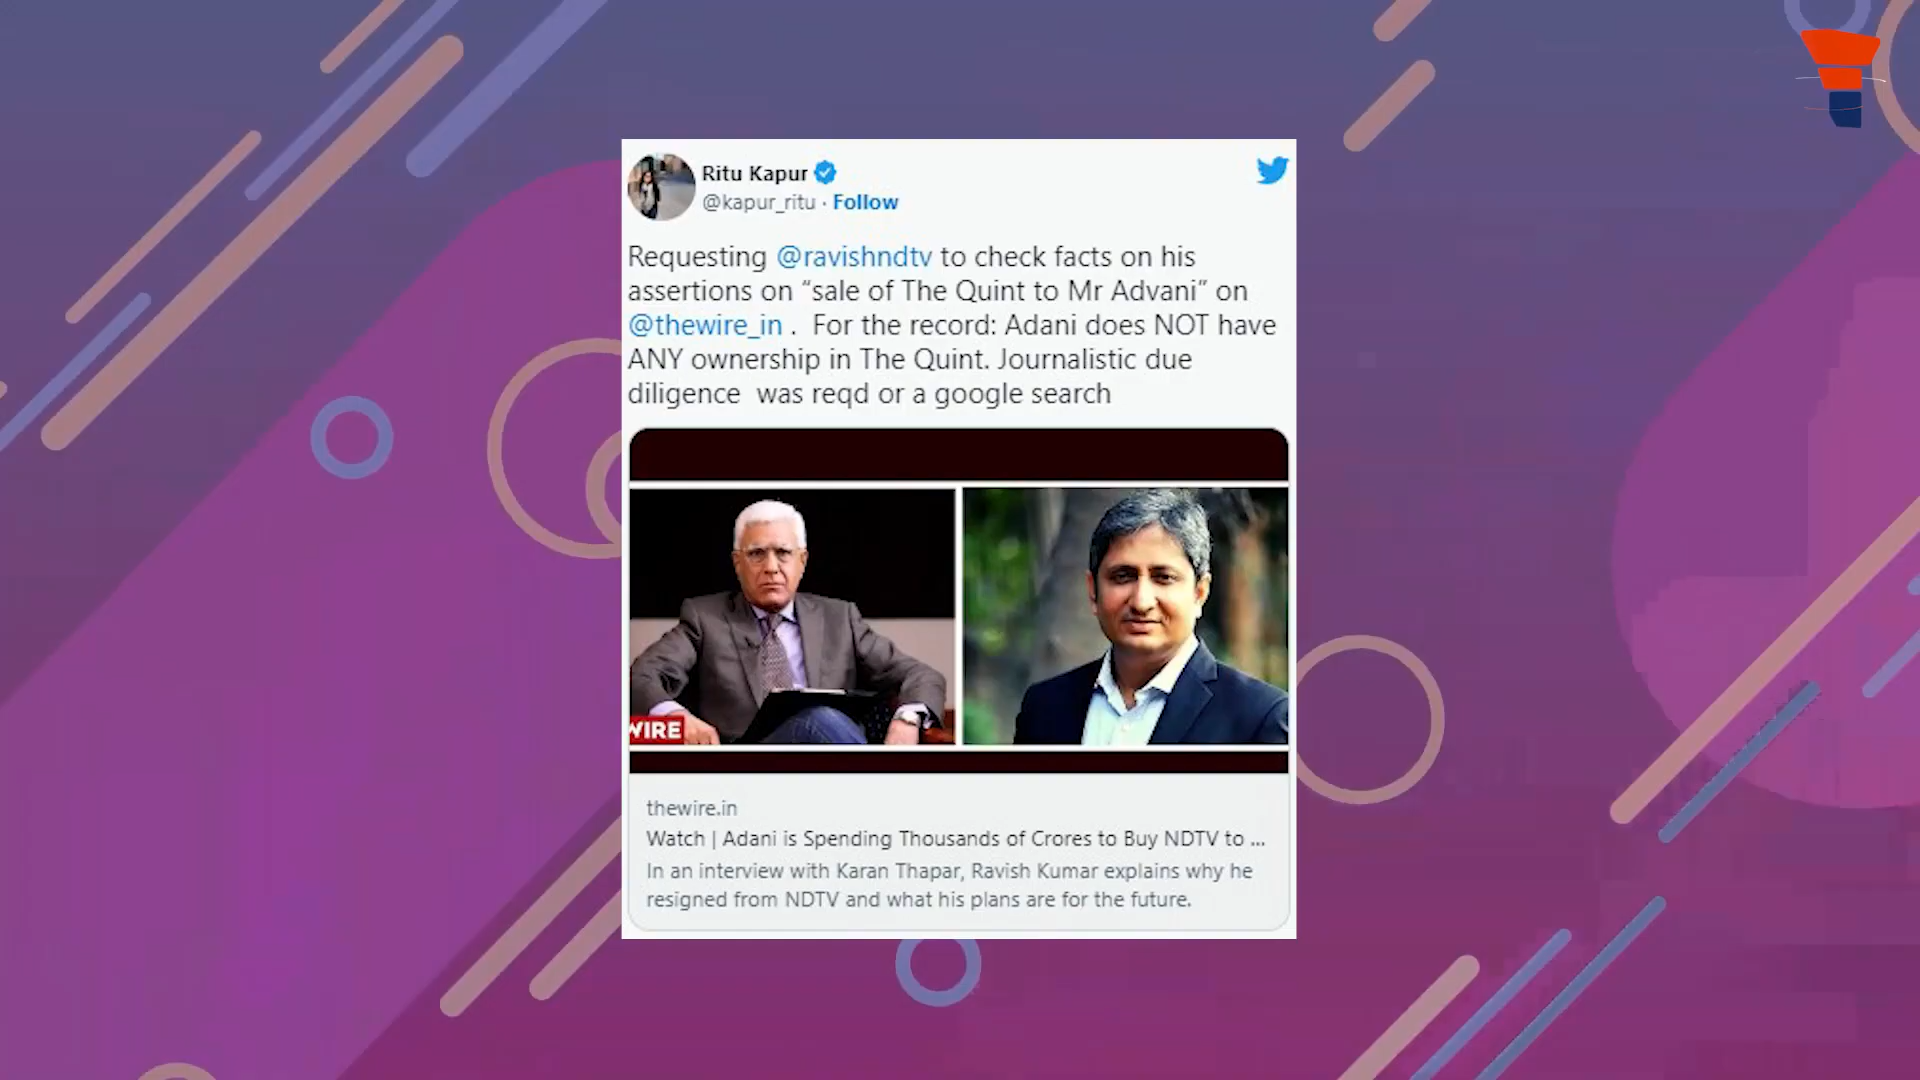 Ritu Kapur
@kapur_ritu · Follow
Requesting @ravishndtv to check facts on his
assertions on “sale of The Quint to Mr Advani” on
@thewire_in . For the record: Adani does NOT have
ANY ownership in The Quint. Journalistic due
diligence was reqd or a google search
WIRE
thewire.in
Watch | Adani is Spending Thousands of Crores to Buy NDTV to ...
In an interview with Karan Thapar, Ravish Kumar explains why he
resigned from NDTV and what his plans are for the future.